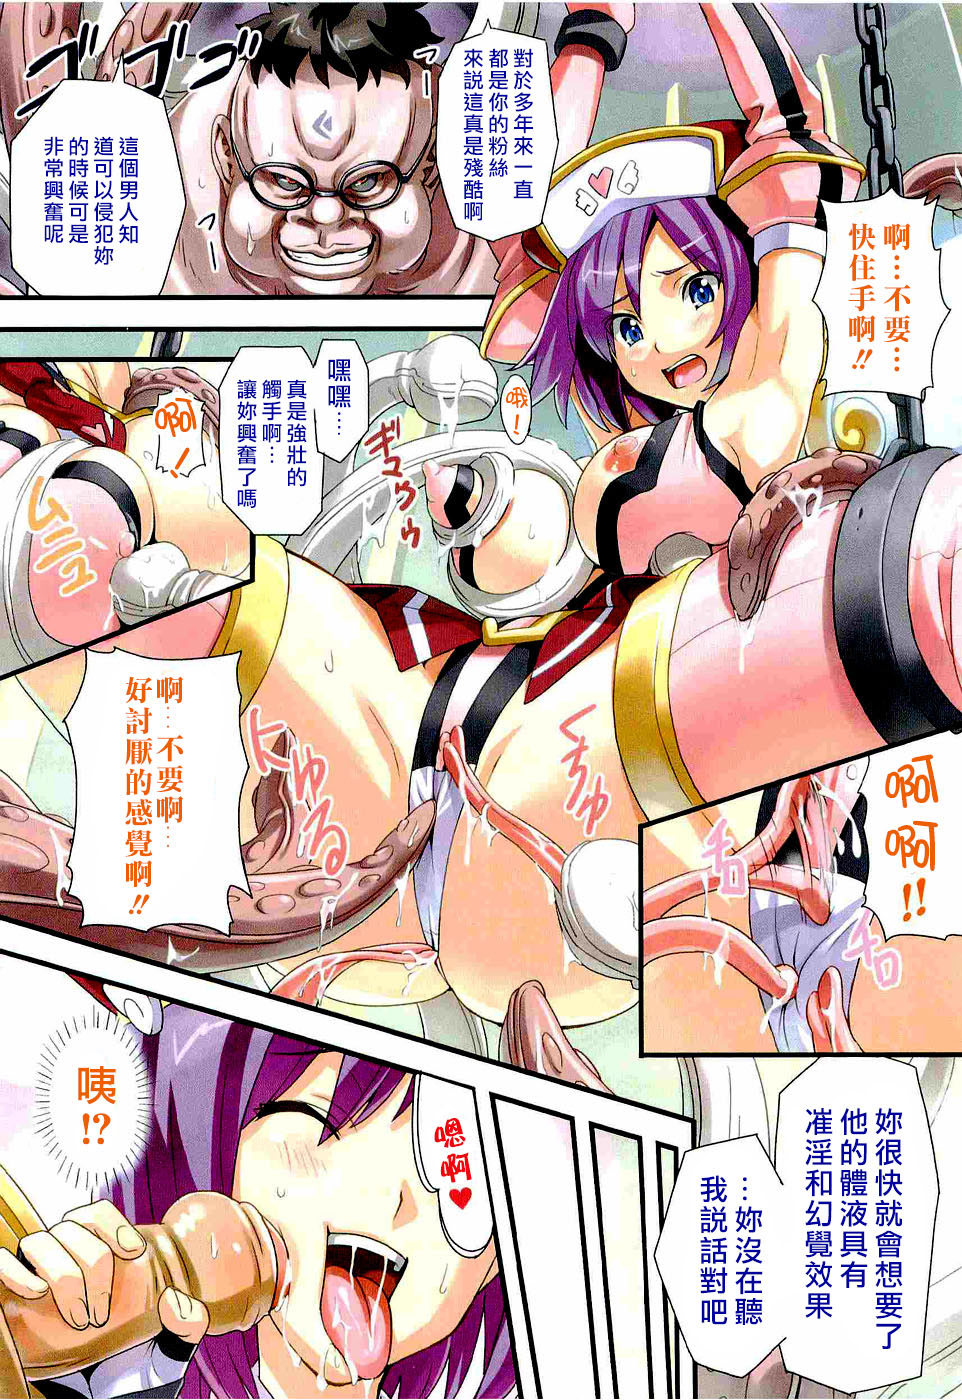 啊…不要…
快住手啊!!
對於多年來一直
都是你的粉絲
來説這真是殘酷啊
這個男人知
道可以侵犯妳
的時候可是
非常興奮呢
ゴゴゴ
哦!
嘿嘿…
真是強壯的
觸手啊…
讓妳興奮了嗎
啊!
啊…不要啊…
好討厭的感覺啊!!
啊
啊!!
妳很快就會想要了
他的體液具有
催淫和幻覺效果
…妳沒在聽
我説話對吧
嗯啊♥
咦!?